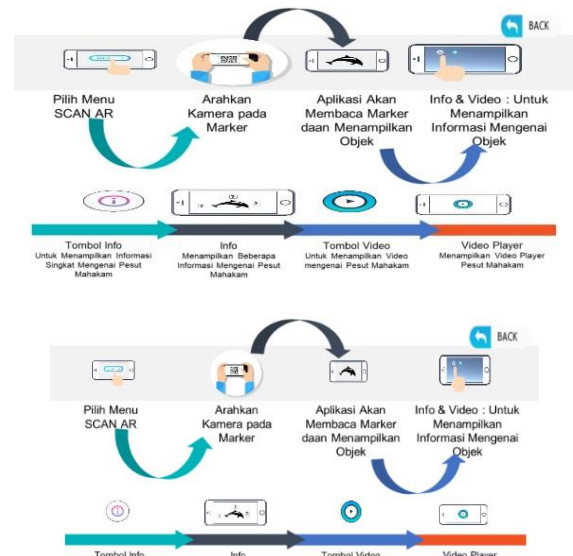 BACK
Pilih Menu
SCAN AR
Arahkan
Kamera pada
Marker
Aplikasi Akan
Membaca Marker
daan Menampilkan
Objek
Info & Video : Untuk
Menampilkan
Informasi Mengenai
Objek
Tombol Info
Untuk Menampilkan Informasi
Singkat Mengenai Pesut
Mahakam
Info
Menampilkan Beberapa
Informasi Mengenai Pesut
Mahakam
Tombol Video
Untuk Menampilkan Video
mengenai Pesut Mahakam
Video Player
Menampilkan Video Player
Pesut Mahakam
BACK
Pilih Menu
SCAN AR
Arahkan
Kamera pada
Marker
Aplikasi Akan
Membaca Marker
daan Menampilkan
Objek
Info & Video : Untuk
Menampilkan
Informasi Mengenai
Objek
Tombol Info
Info
Tombol Video
Video Player